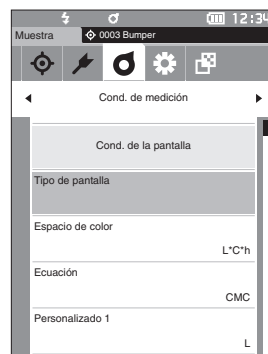 12:34
Muestra
0003 Bumper
Cond. de medición
Cond. de la pantalla
Tipo de pantalla
Espacio de color
L*C*h
Ecuación
CMC
Personalizado 1
L